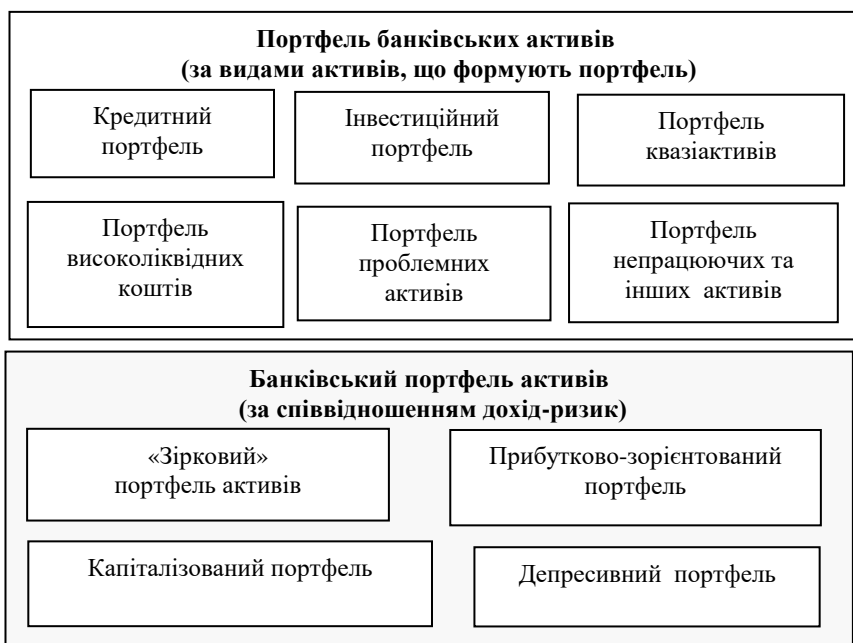 Портфель банківських активів
(за видами активів, що формують портфель)
Кредитний
портфель
Інвестиційний
портфель
Портфель
квазіактивів
Портфель
високоліквідних
коштів
Портфель
проблемних
активів
Портфель
непрацюючих та
інших активів
Банківський портфель активів
(за співвідношенням дохід-ризик)
«Зірковий»
портфель активів
Прибутково-зорієнтований
портфель
Капіталізований портфель
Депресивний портфель